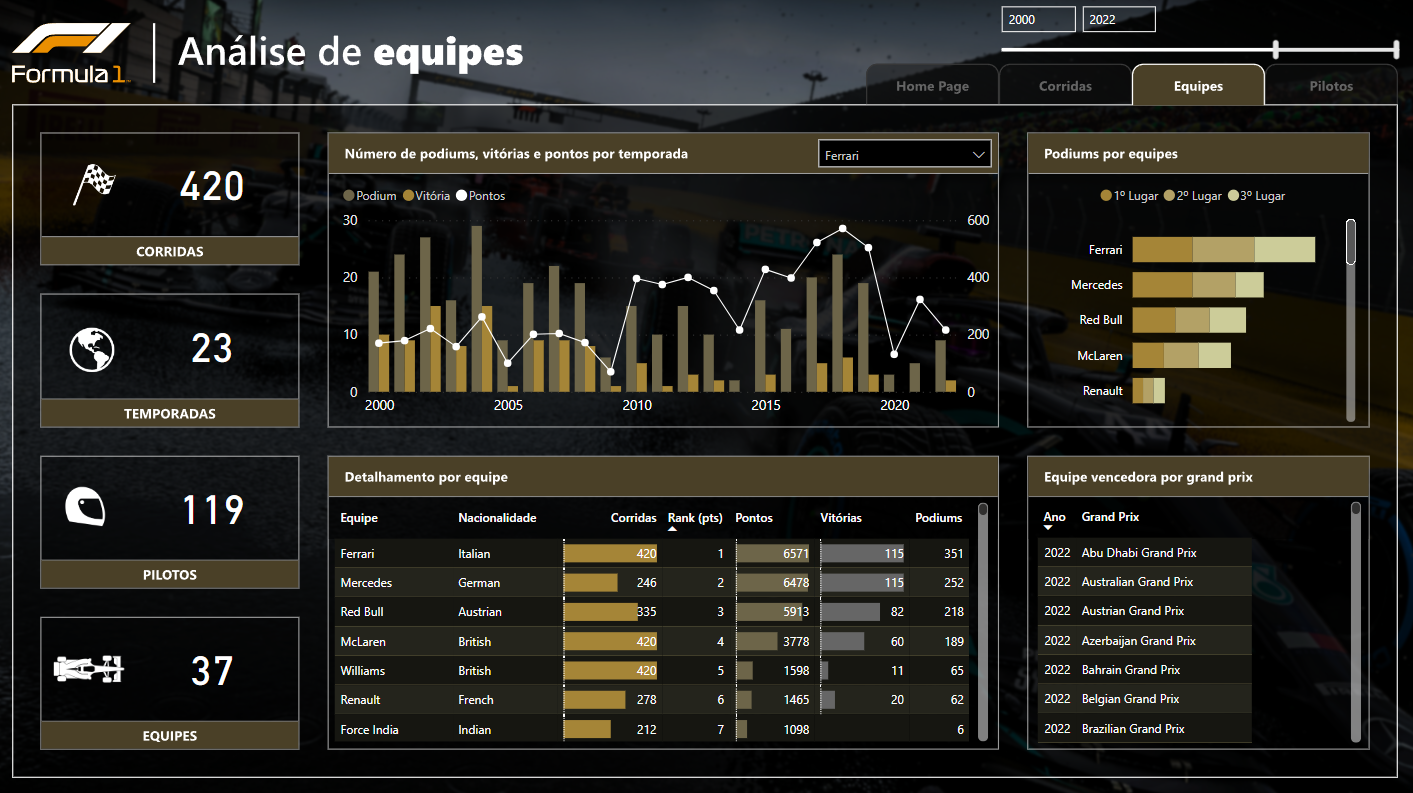 2000 2022
Formula 1
Análise de equipes
Home Page Corridas Equipes Pilotos
420
CORRIDAS
23
TEMPORADAS
119
PILOTOS
37
EQUIPES
Número de podiums, vitórias e pontos por temporada Ferrari
Podium Vitória Pontos
30 600
20 400
10 200
0 0
2000 2005 2010 2015 2020
Podiums por equipes
1º Lugar 2º Lugar 3º Lugar
Ferrari
Mercedes
Red Bull
McLaren
Renault
Detalhamento por equipe
Equipe Nacionalidade Corridas Rank (pts) Pontos Vitórias Podiums
Ferrari Italian 420 1 6571 115 351
Mercedes German 246 2 6478 115 252
Red Bull Austrian 335 3 5913 82 218
McLaren British 420 4 3778 60 189
Williams British 420 5 1598 11 65
Renault French 278 6 1465 20 62
Force India Indian 212 7 1098 6
Equipe vencedora por grand prix
Ano Grand Prix
2022 Abu Dhabi Grand Prix
2022 Australian Grand Prix
2022 Austrian Grand Prix
2022 Azerbaijan Grand Prix
2022 Bahrain Grand Prix
2022 Belgian Grand Prix
2022 Brazilian Grand Prix